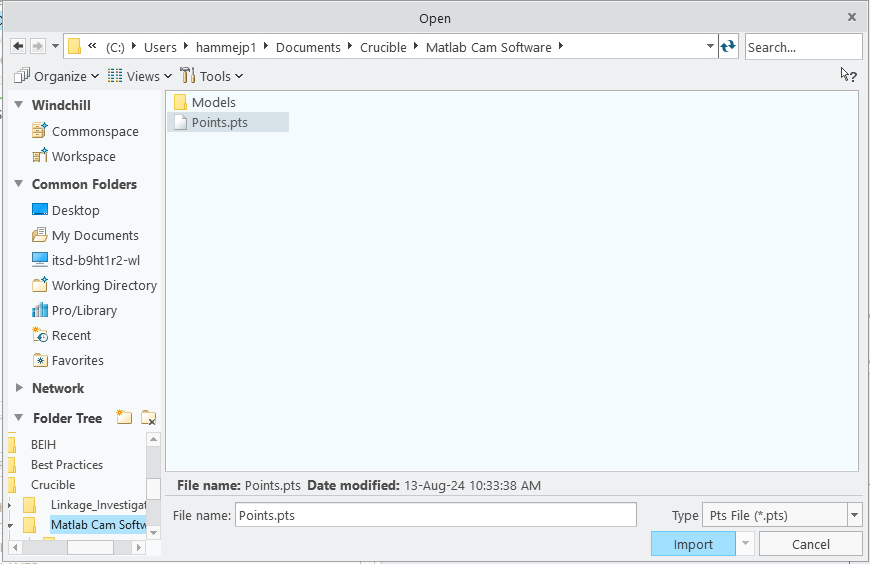 Open
« (C:) Users hammejp1 Documents Crucible Matlab Cam Software Search...
Organize Views Tools ?
Windchill
Commonspace
Workspace
Common Folders
Desktop
My Documents
itsd-b9ht1r2-wl
Working Directory
Pro/Library
Recent
Favorites
Network
Folder Tree
BEIH
Best Practices
Crucible
Linkage_Investigat
Matlab Cam Softw
Models
Points.pts
File name: Points.pts Date modified: 13-Aug-24 10:33:38 AM
File name: Points.pts Type Pts File (*.pts)
Import Cancel